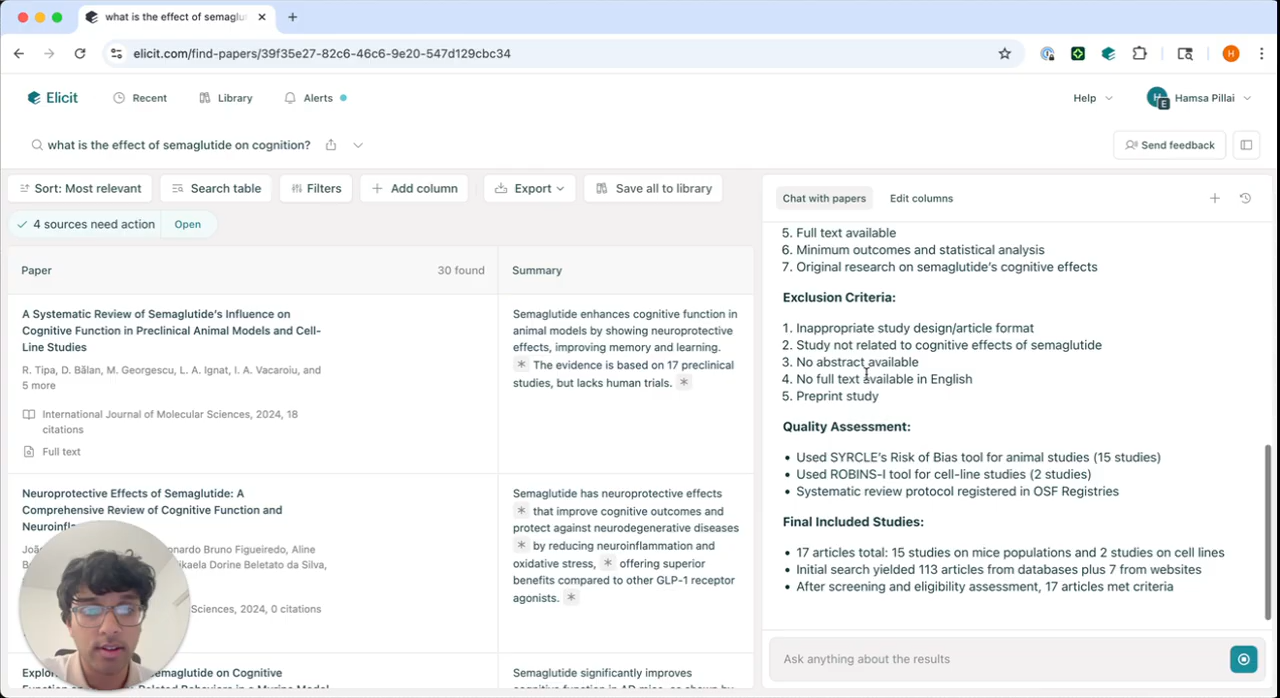 what is the effect of semaglu
elicit.com/find-papers/39f35e27-82c6-46c6-9e20-547d129cbc34
H
Elicit
Recent
Library
Alerts
Help
H
E
Hamsa Pillai
what is the effect of semaglutide on cognition?
Send feedback
Sort: Most relevant
Search table
Filters
Add column
Export
Save all to library
4 sources need action
Open
Paper
30 found
Summary
A Systematic Review of Semaglutide's Influence on
Cognitive Function in Preclinical Animal Models and Cell-
Line Studies
R. Tipa, D. Bălan, M. Georgescu, L. A. Ignat, I. A. Vacaroiu, and
5 more
International Journal of Molecular Sciences, 2024, 18
citations
Full text
Semaglutide enhances cognitive function in
animal models by showing neuroprotective
effects, improving memory and learning.
* The evidence is based on 17 preclinical
studies, but lacks human trials. *
Neuroprotective Effects of Semaglutide: A
Comprehensive Review of Cognitive Function and
Neuroinfl
onardo Bruno Figueiredo, Aline
ikaela Dorine Beletato da Silva,
Sciences, 2024, 0 citations
Semaglutide has neuroprotective effects
* that improve cognitive outcomes and
protect against neurodegenerative diseases
* by reducing neuroinflammation and
oxidative stress, * offering superior
benefits compared to other GLP-1 receptor
agonists. *
Explor
emaglutide on Cognitive
Semaglutide significantly improves
Chat with papers
Edit columns
5. Full text available
6. Minimum outcomes and statistical analysis
7. Original research on semaglutide's cognitive effects
Exclusion Criteria:
1. Inappropriate study design/article format
2. Study not related to cognitive effects of semaglutide
3. No abstract available
4. No full text available in English
5. Preprint study
Quality Assessment:
• Used SYRCLE's Risk of Bias tool for animal studies (15 studies)
• Used ROBINS-I tool for cell-line studies (2 studies)
• Systematic review protocol registered in OSF Registries
Final Included Studies:
• 17 articles total: 15 studies on mice populations and 2 studies on cell lines
• Initial search yielded 113 articles from databases plus 7 from websites
• After screening and eligibility assessment, 17 articles met criteria
Ask anything about the results